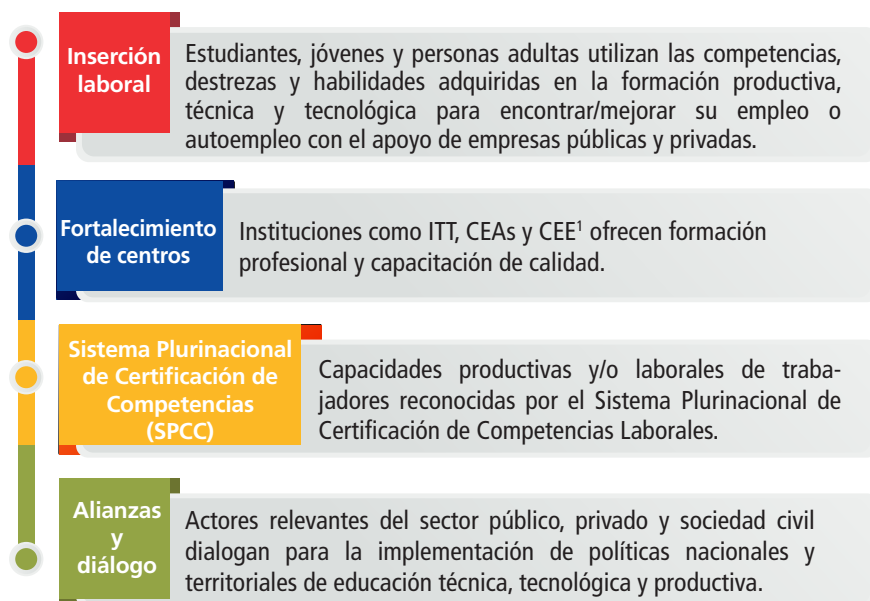 Inserción
laboral
Estudiantes, jóvenes y personas adultas utilizan las competencias,
destrezas y habilidades adquiridas en la formación productiva,
técnica y tecnológica para encontrar/mejorar su empleo o
autoempleo con el apoyo de empresas públicas y privadas.
Fortalecimiento
de centros
Instituciones como ITT, CEAs y CEE¹ ofrecen formación
profesional y capacitación de calidad.
Sistema Plurinacional
de Certificación de
Competencias
(SPCC)
Capacidades productivas y/o laborales de traba-
jadores reconocidas por el Sistema Plurinacional de
Certificación de Competencias Laborales.
Alianzas
y
diálogo
Actores relevantes del sector público, privado y sociedad civil
dialogan para la implementación de políticas nacionales y
territoriales de educación técnica, tecnológica y productiva.